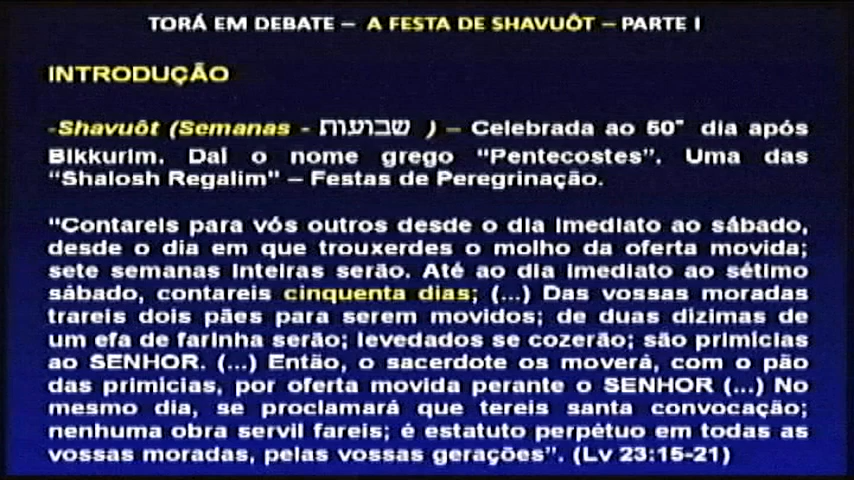 TORÁ EM DEBATE – A FESTA DE SHAVUÔT – PARTE I
INTRODUÇÃO
-Shavuôt (Semanas - שבועות ) – Celebrada ao 50° dia após
Bikkurim. Daí o nome grego "Pentecostes". Uma das
"Shalosh Regalim" – Festas de Peregrinação.
"Contareis para vós outros desde o dia imediato ao sábado,
desde o dia em que trouxerdes o molho da oferta movida;
sete semanas inteiras serão. Até ao dia imediato ao sétimo
sábado, contareis cinquenta dias; (...) Das vossas moradas
trareis dois pães para serem movidos; de duas dízimas de
um efa de farinha serão; levedados se cozerão; são primícias
ao SENHOR. (...) Então, o sacerdote os moverá, com o pão
das primícias, por oferta movida perante o SENHOR (...) No
mesmo dia, se proclamará que tereis santa convocação;
nenhuma obra servil fareis; é estatuto perpétuo em todas as
vossas moradas, pelas vossas gerações". (Lv 23:15-21)